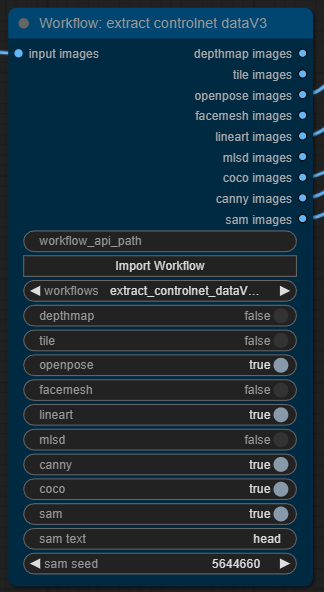 Workflow: extract controlnet dataV3
input images depthmap images
tile images
openpose images
facemesh images
lineart images
mlsd images
coco images
canny images
sam images
workflow_api_path
Import Workflow
workflows extract_controlnet_dataV...
depthmap false
tile false
openpose true
facemesh false
lineart true
mlsd false
canny true
coco true
sam true
sam text head
sam seed 5644660